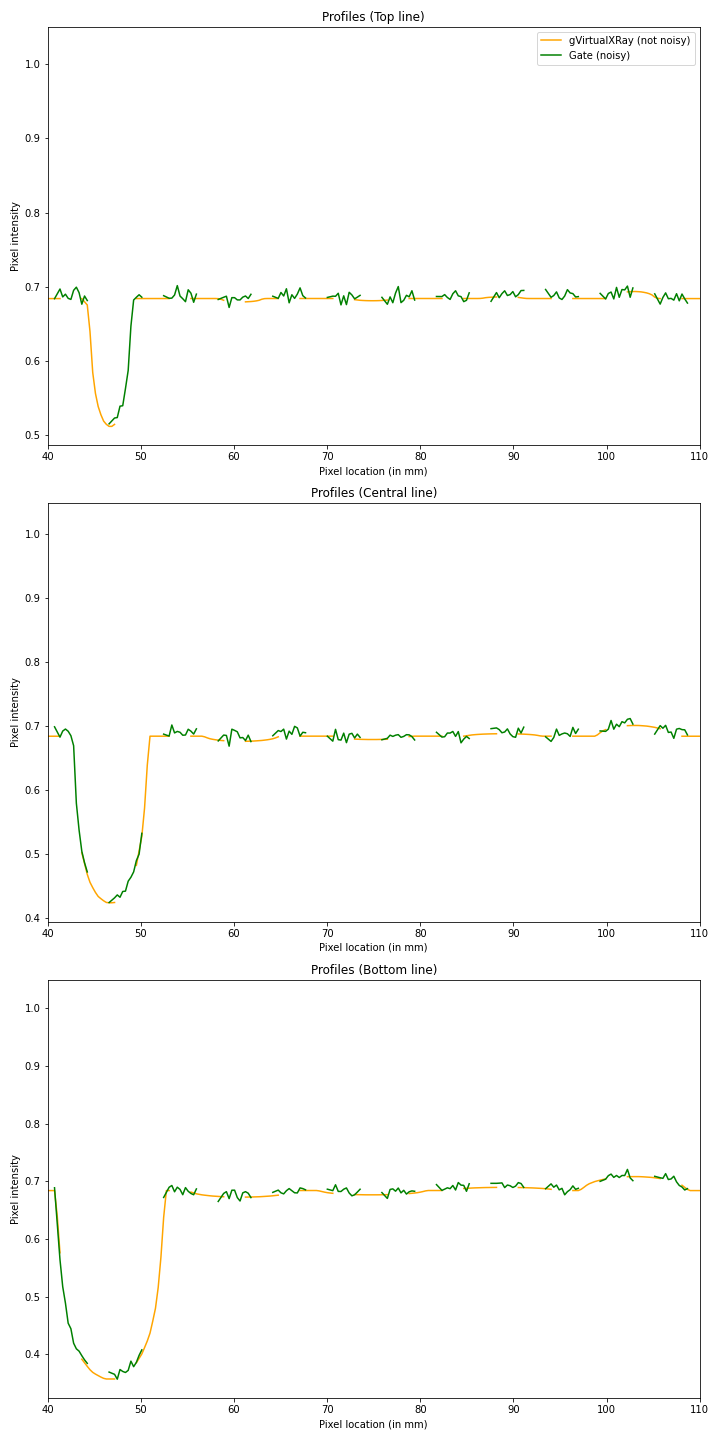 Profiles (Top line)
gVirtualXRay (not noisy)
Gate (noisy)
1.0
0.9
0.8
0.7
0.6
0.5
Pixel intensity
40 50 60 70 80 90 100 110
Pixel location (in mm)
Profiles (Central line)
1.0
0.9
0.8
0.7
0.6
0.5
0.4
Pixel intensity
40 50 60 70 80 90 100 110
Pixel location (in mm)
Profiles (Bottom line)
1.0
0.9
0.8
0.7
0.6
0.5
0.4
Pixel intensity
40 50 60 70 80 90 100 110
Pixel location (in mm)